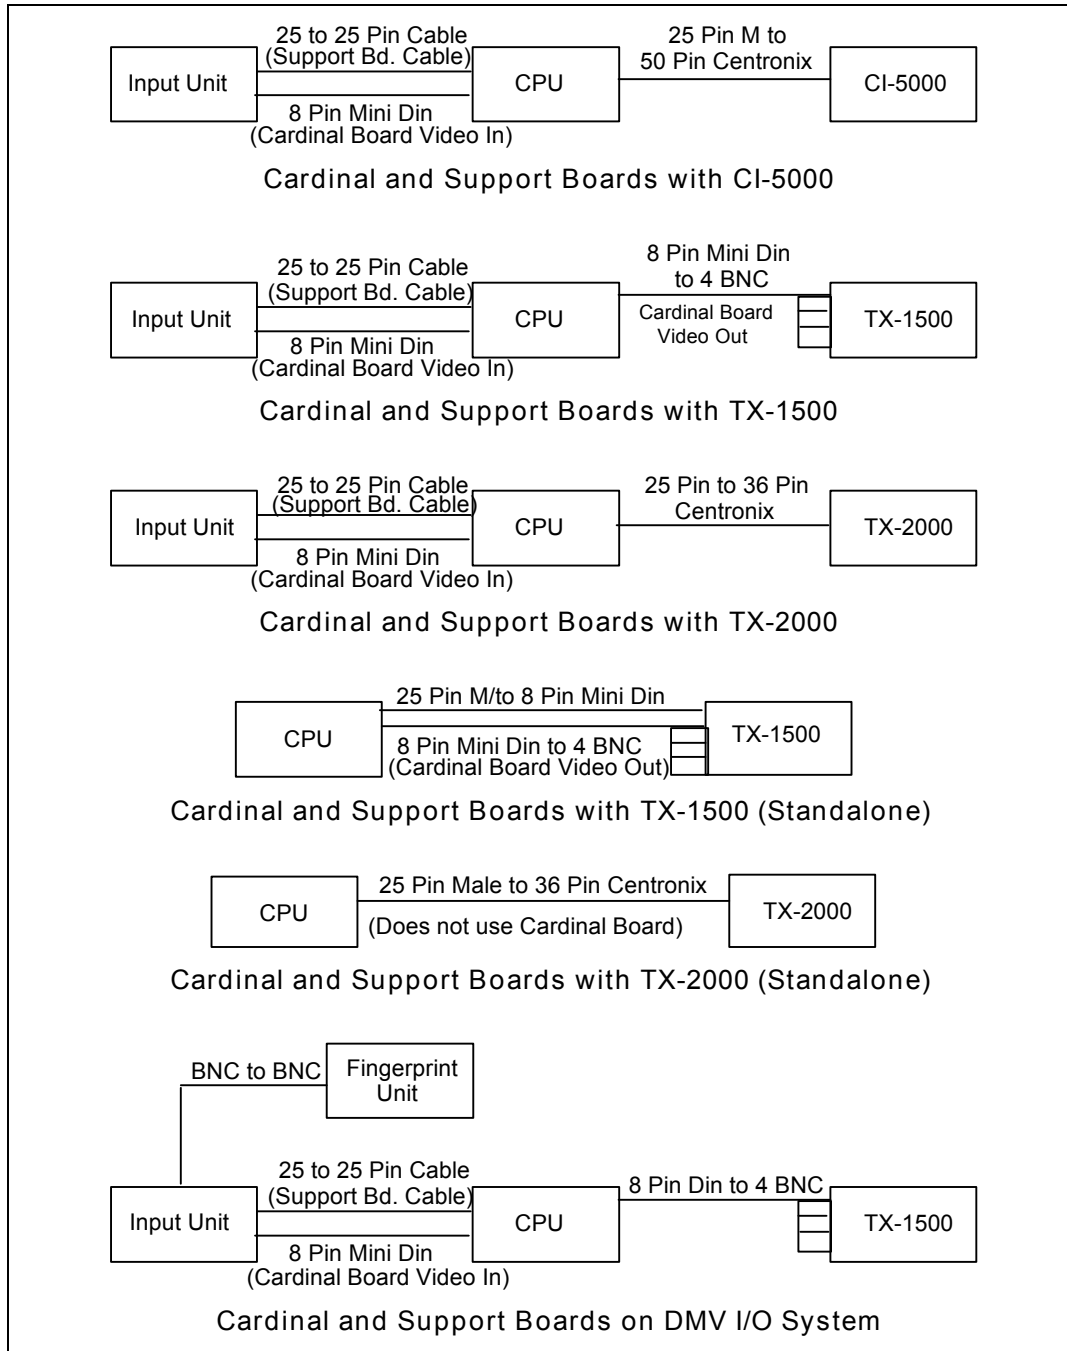 25 to 25 Pin Cable
(Support Bd. Cable)
25 Pin M to
50 Pin Centronix
Input Unit
CPU
CI-5000
8 Pin Mini Din
(Cardinal Board Video In)
Cardinal and Support Boards with CI-5000
25 to 25 Pin Cable
(Support Bd. Cable)
8 Pin Mini Din
to 4 BNC
Input Unit
CPU
Cardinal Board
Video Out
TX-1500
8 Pin Mini Din
(Cardinal Board Video In)
Cardinal and Support Boards with TX-1500
25 to 25 Pin Cable
(Support Bd. Cable)
25 Pin to 36 Pin
Centronix
Input Unit
CPU
TX-2000
8 Pin Mini Din
(Cardinal Board Video In)
Cardinal and Support Boards with TX-2000
25 Pin M/to 8 Pin Mini Din
CPU
TX-1500
8 Pin Mini Din to 4 BNC
(Cardinal Board Video Out)
Cardinal and Support Boards with TX-1500 (Standalone)
25 Pin Male to 36 Pin Centronix
CPU
TX-2000
(Does not use Cardinal Board)
Cardinal and Support Boards with TX-2000 (Standalone)
BNC to BNC
Fingerprint
Unit
25 to 25 Pin Cable
(Support Bd. Cable)
8 Pin Din to 4 BNC
Input Unit
CPU
TX-1500
8 Pin Mini Din
(Cardinal Board Video In)
Cardinal and Support Boards on DMV I/O System